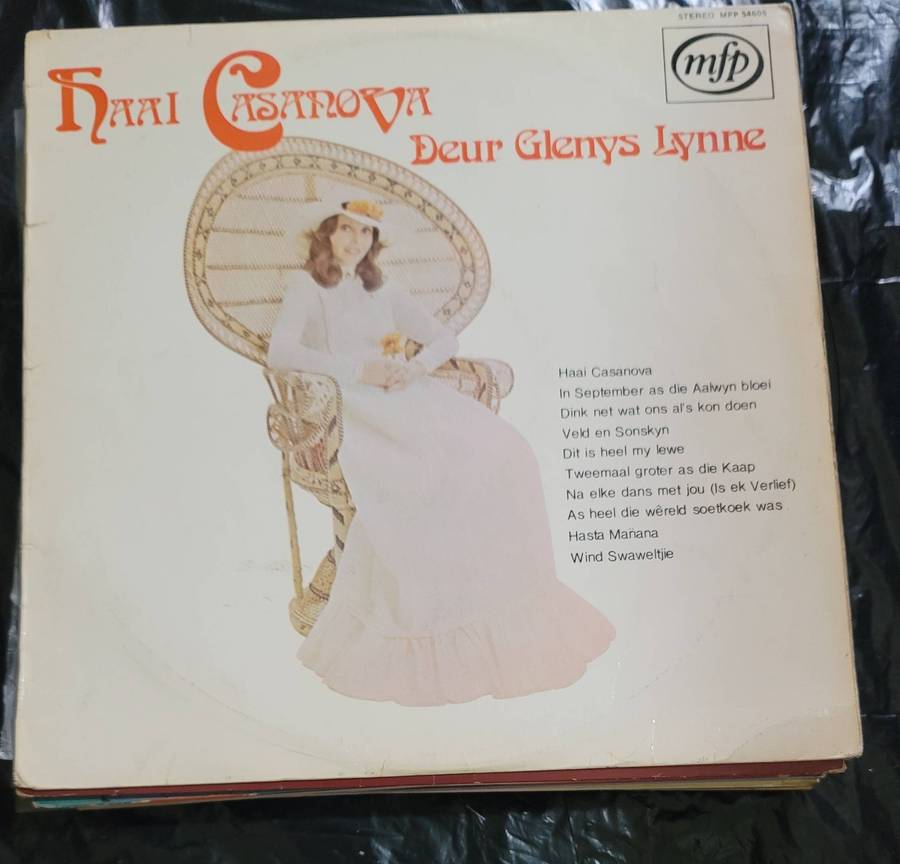 STEREO MFP 54605
mfp
Haai Casanova
Deur Glenys Lynne
Haai Casanova
In September as die Aalwyn bloei
Dink net wat ons al's kon doen
Veld en Sonskyn
Dit is heel my lewe
Tweemaal groter as die Kaap
Na elke dans met jou (Is ek Verlief)
As heel die wêreld soetkoek was
Hasta Mañana
Wind Swaweltjie